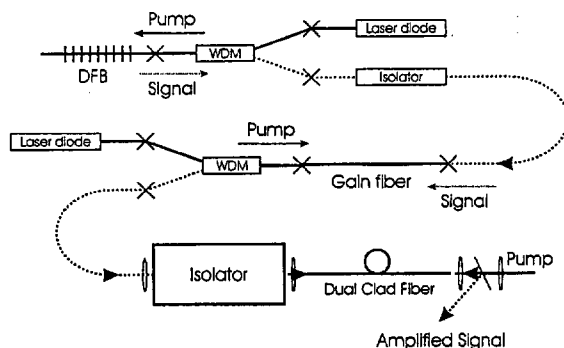 Pump
Laser diode
WDM
DFB
Signal
Isolator
Laser diode
Pump
WDM
Gain fiber
Signal
Isolator
Dual Clad Fiber
Pump
Amplified Signal